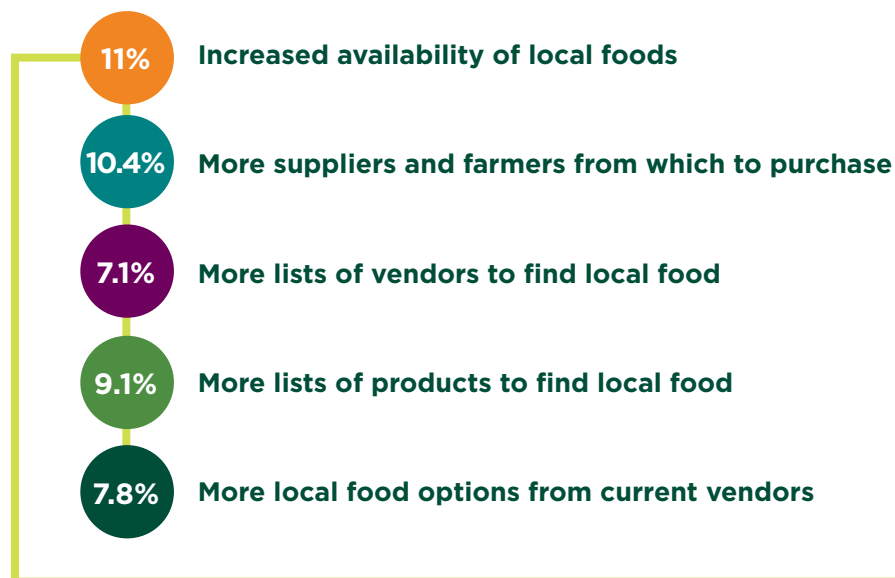 11% Increased availability of local foods
10.4% More suppliers and farmers from which to purchase
7.1% More lists of vendors to find local food
9.1% More lists of products to find local food
7.8% More local food options from current vendors